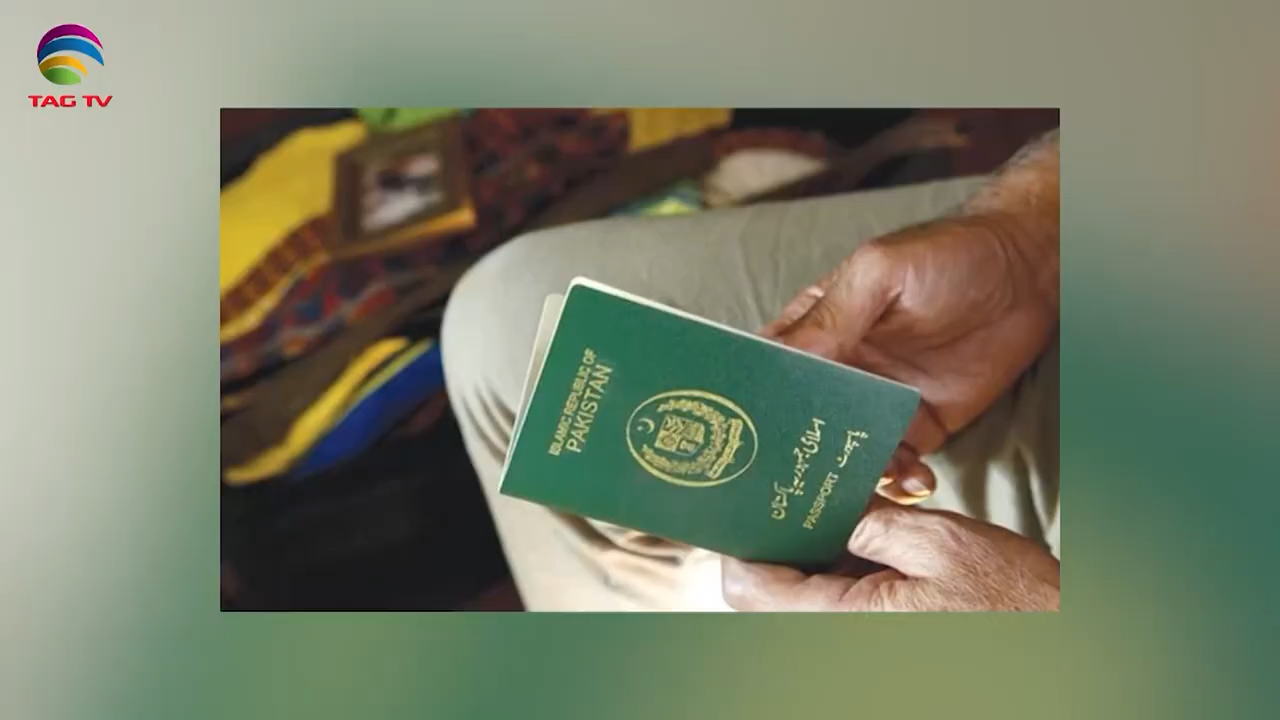 TAG TV
ISLAMIC REPUBLIC OF
PAKISTAN
اسلامی جمہوریہ پاکستان
PASSPORT
پاسپورٹ